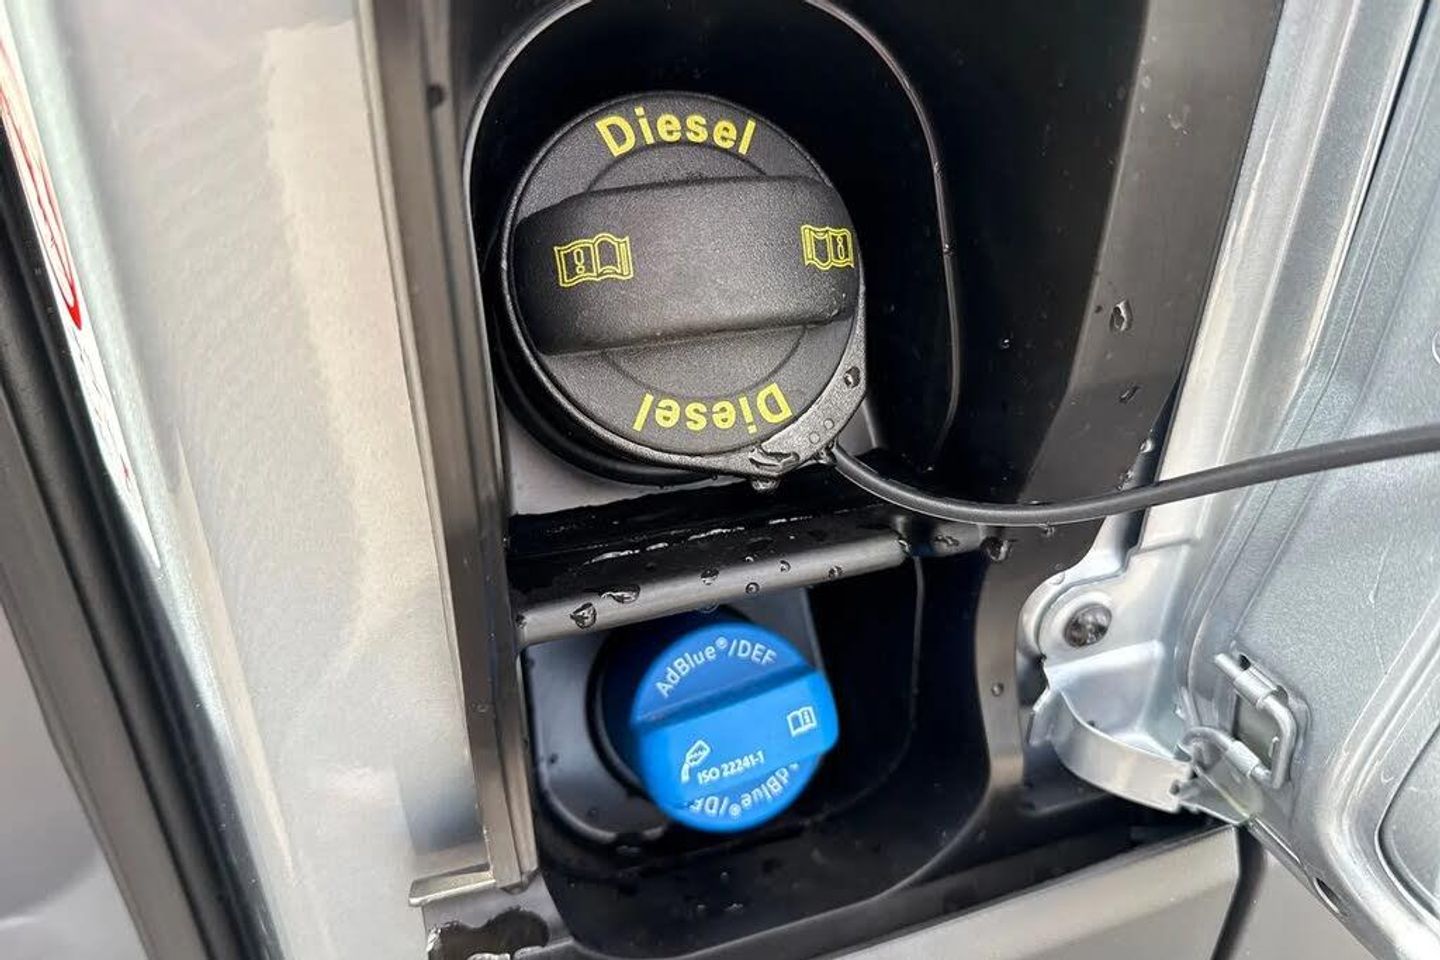 Diesel
Diesel
AdBlue®/DEF
ISO 22241-1
AdBlue®/DEF